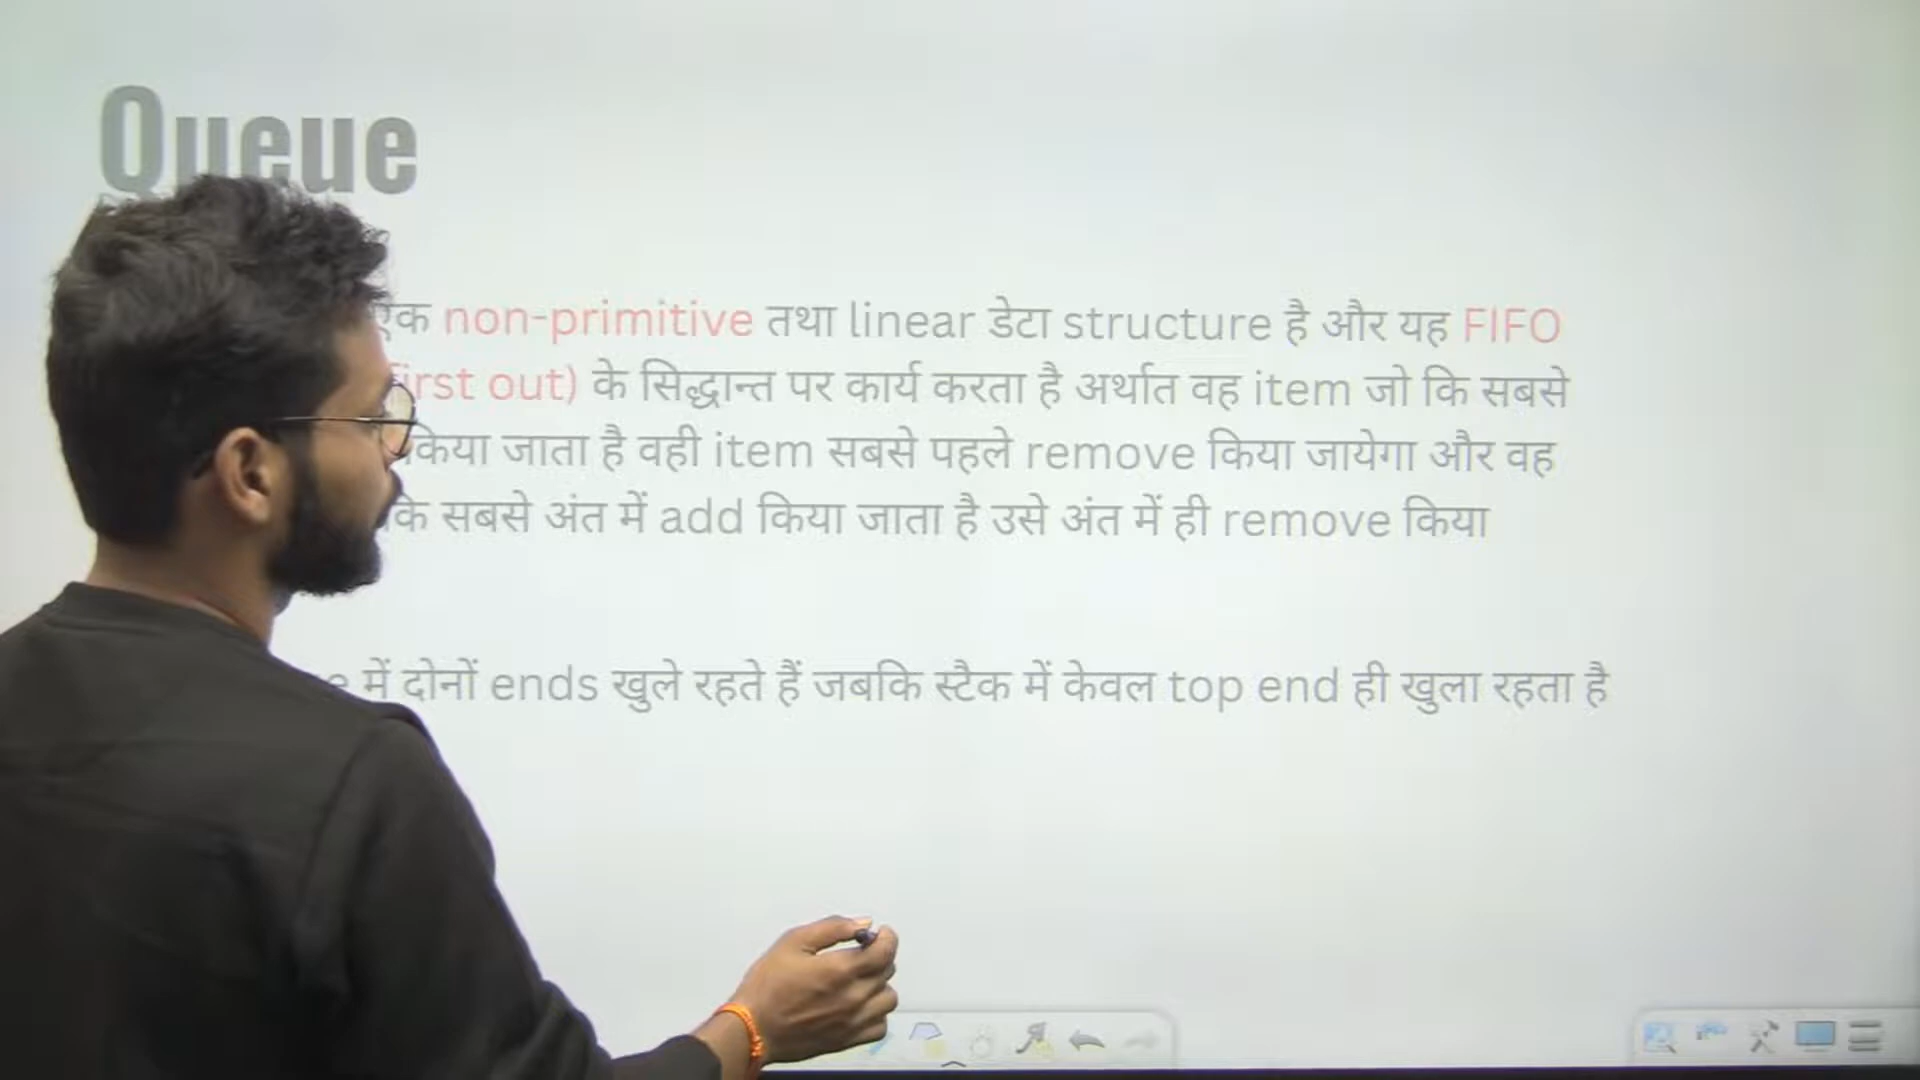 Queue
एक non-primitive तथा linear डेटा structure है और यह FIFO
first out) के सिद्धान्त पर कार्य करता है अर्थात वह item जो कि सबसे
किया जाता है वही item सबसे पहले remove किया जायेगा और वह
कि सबसे अंत में add किया जाता है उसे अंत में ही remove किया
में दोनों ends खुले रहते हैं जबकि स्टैक में केवल top end ही खुला रहता है